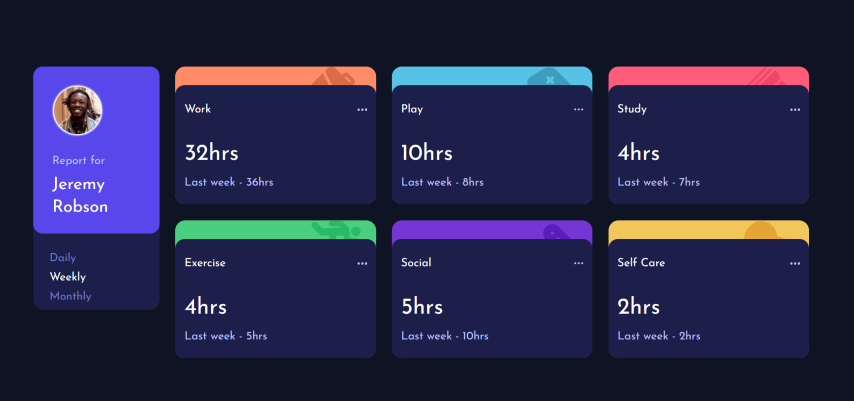 Report for
Jeremy
Robson
Daily
Weekly
Monthly
Work
32hrs
Last week - 36hrs
Play
10hrs
Last week - 8hrs
Study
4hrs
Last week - 7hrs
Exercise
4hrs
Last week - 5hrs
Social
5hrs
Last week - 10hrs
Self Care
2hrs
Last week - 2hrs